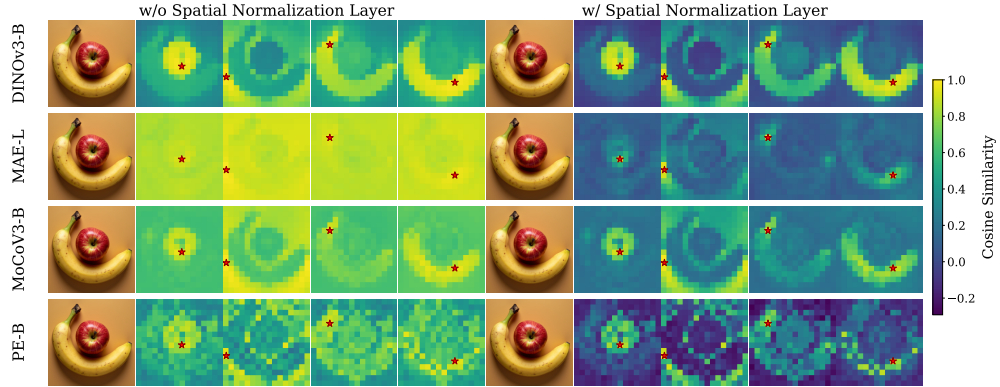 w/o Spatial Normalization Layer
w/ Spatial Normalization Layer
DINOv3-B
MAE-L
MoCoV3-B
PE-B
1.0
0.8
0.6
0.4
0.2
0.0
−0.2
Cosine Similarity